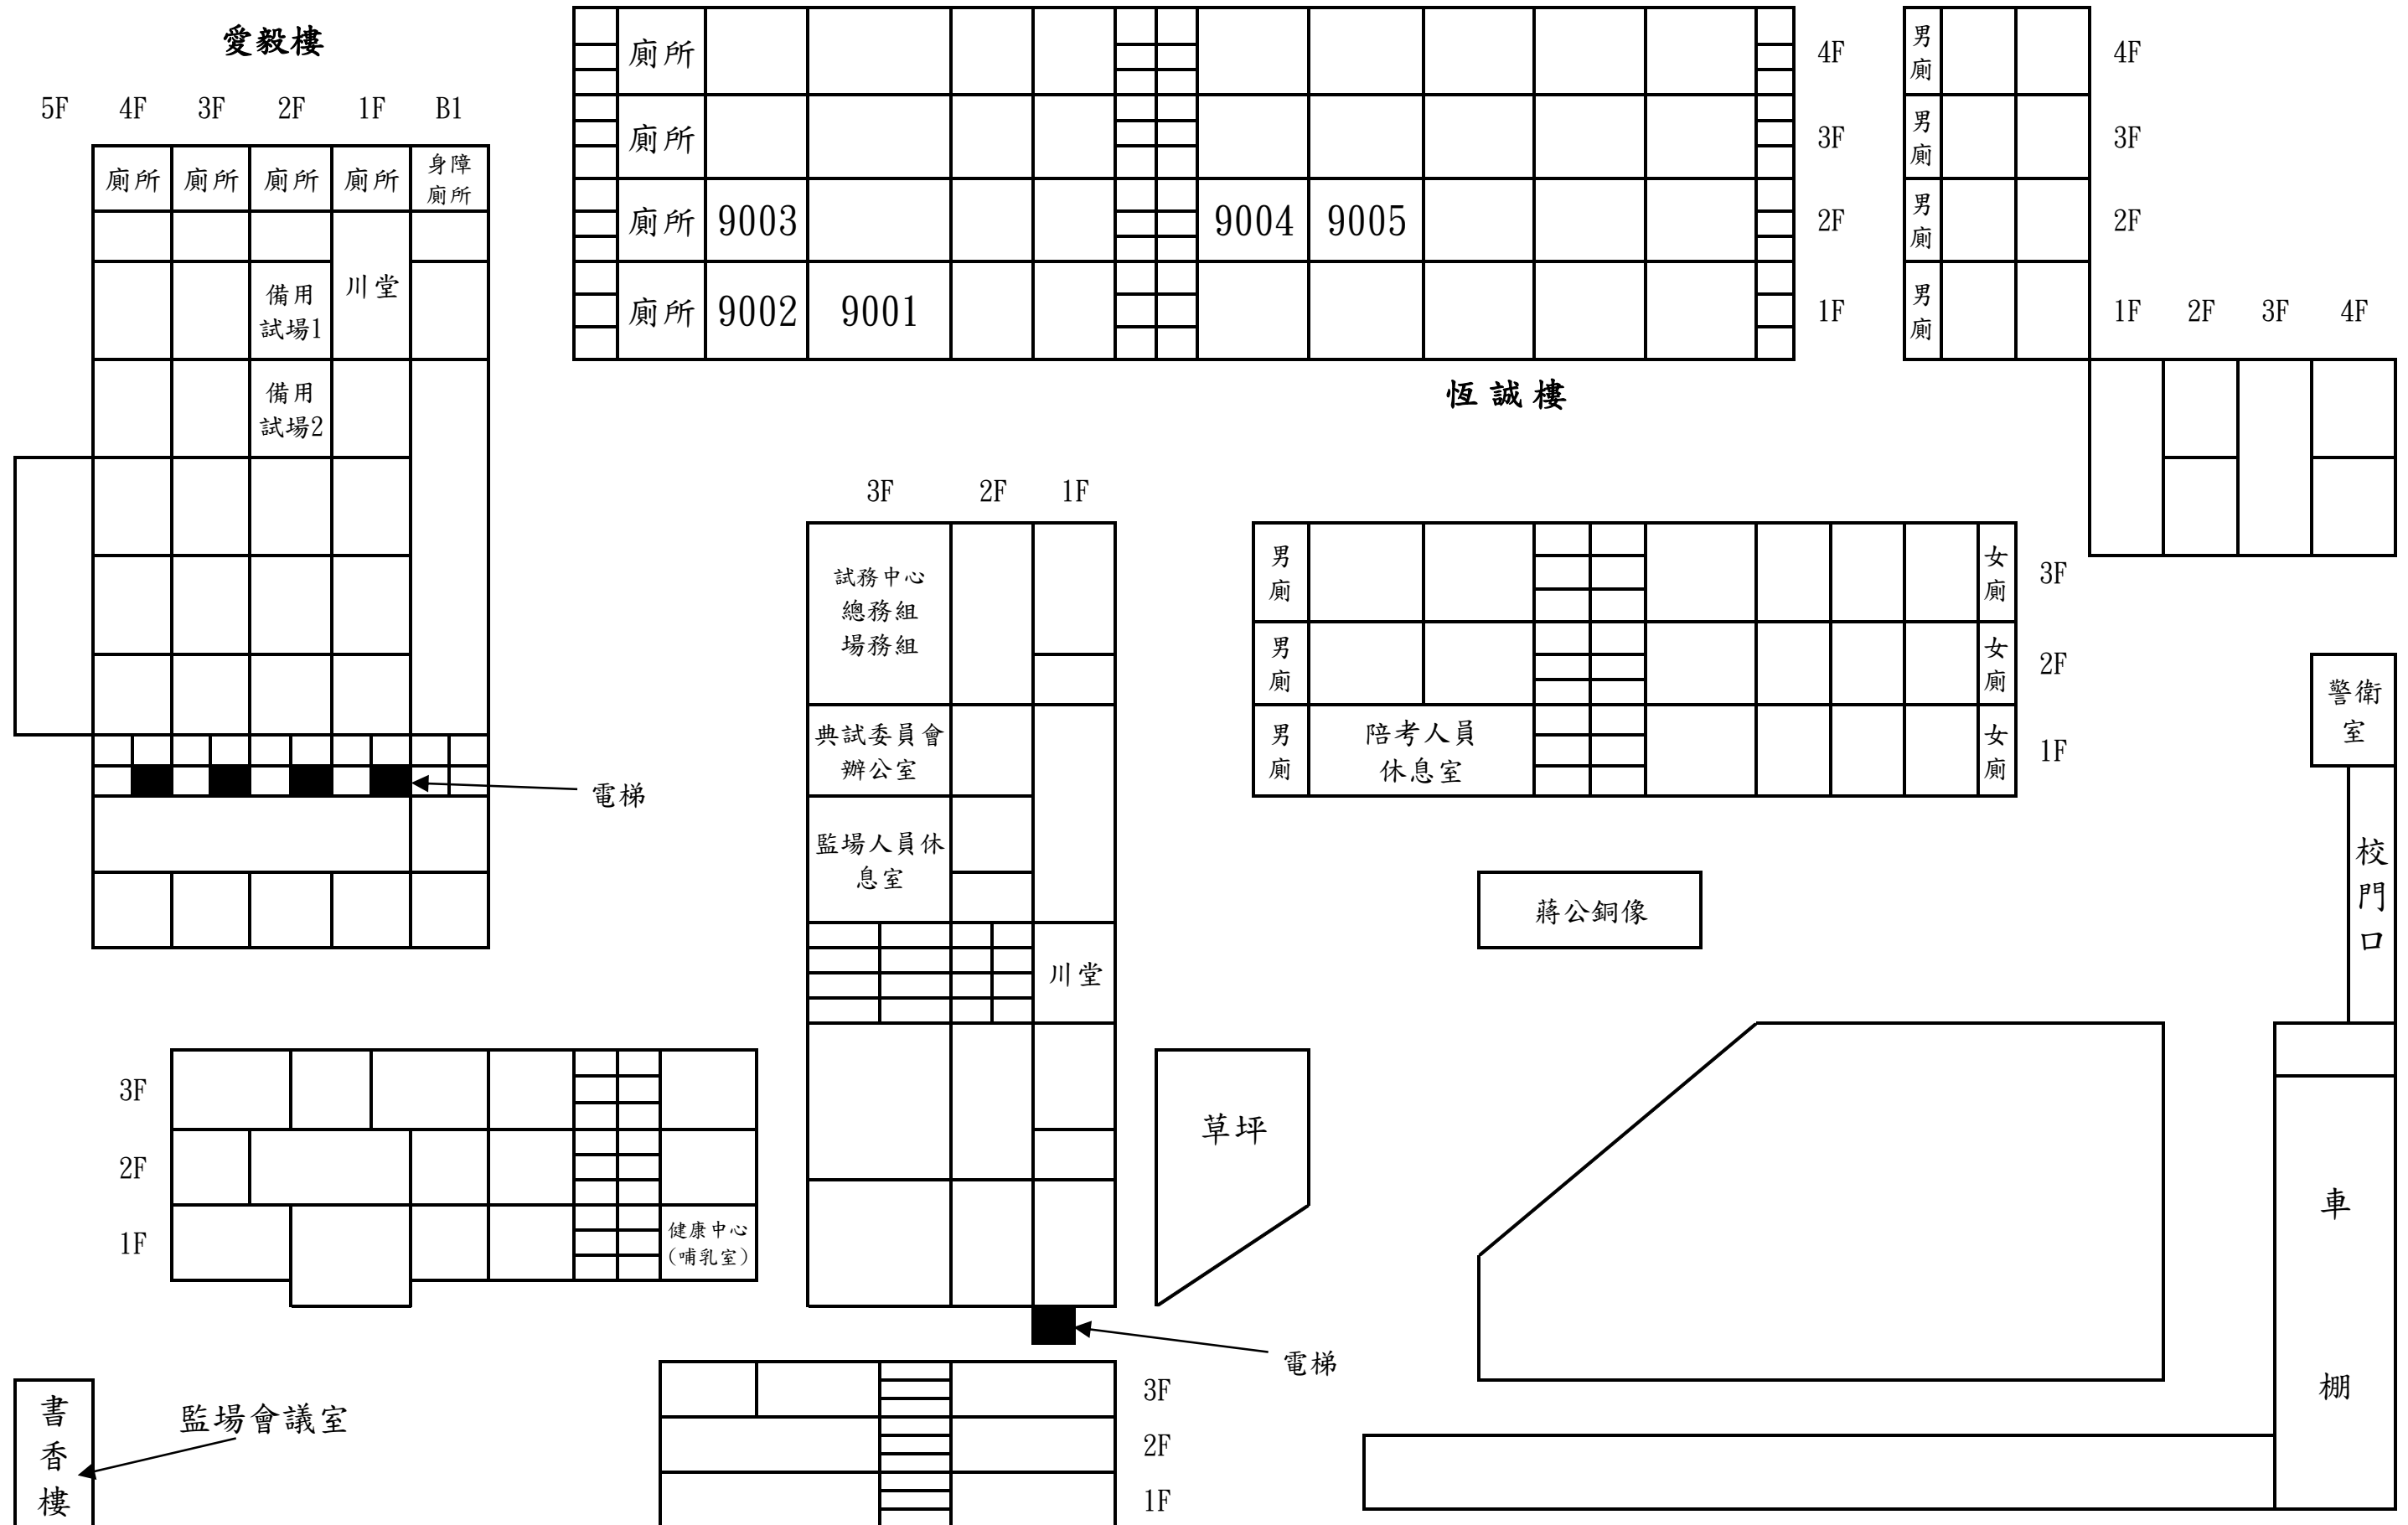 愛毅樓
5F 4F 3F 2F 1F B1
廁所 廁所 廁所 廁所 身障
廁所
川堂
備用
試場1
備用
試場2
電梯
廁所 4F
廁所 3F
廁所 9003 9004 9005 2F
廁所 9002 9001 1F
恆誠樓
男
廁
4F
男
廁
3F
男
廁
2F
男
廁
1F 2F 3F 4F
3F 2F 1F
試務中心
總務組
場務組
典試委員會
辦公室
監場人員休
息室
川堂
電梯
男
廁
女
廁
3F
男
廁
女
廁
2F
男
廁
陪考人員
休息室
女
廁
1F
警衛
室
校
門
口
蔣公銅像
草坪
車
棚
3F
2F
1F
健康中心
(哺乳室)
書
香
樓
監場會議室
3F
2F
1F